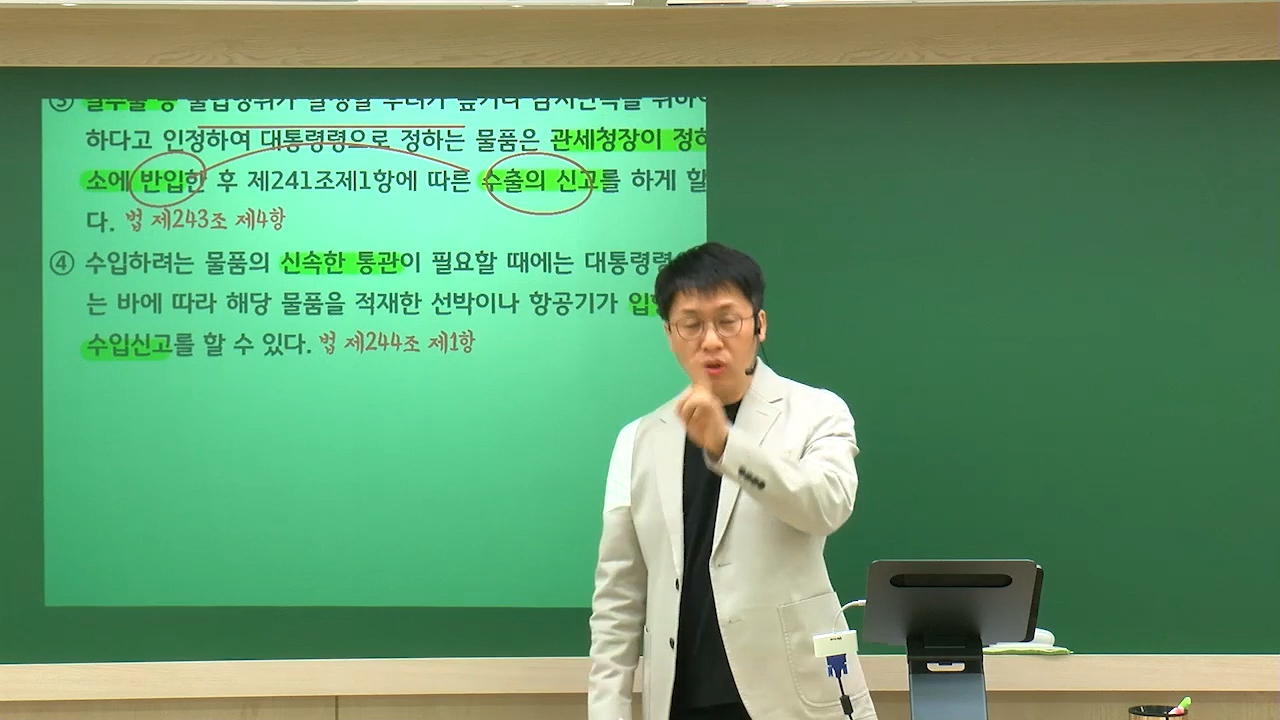 하다고 인정하여 대통령령으로 정하는 물품은 관세청장이 정하
소에 반입한 후 제241조제1항에 따른 수출의 신고를 하게 할
다. 법 제243조 제4항
④ 수입하려는 물품의 신속한 통관이 필요할 때에는 대통령령
는 바에 따라 해당 물품을 적재한 선박이나 항공기가 입
수입신고를 할 수 있다. 법 제244조 제1항